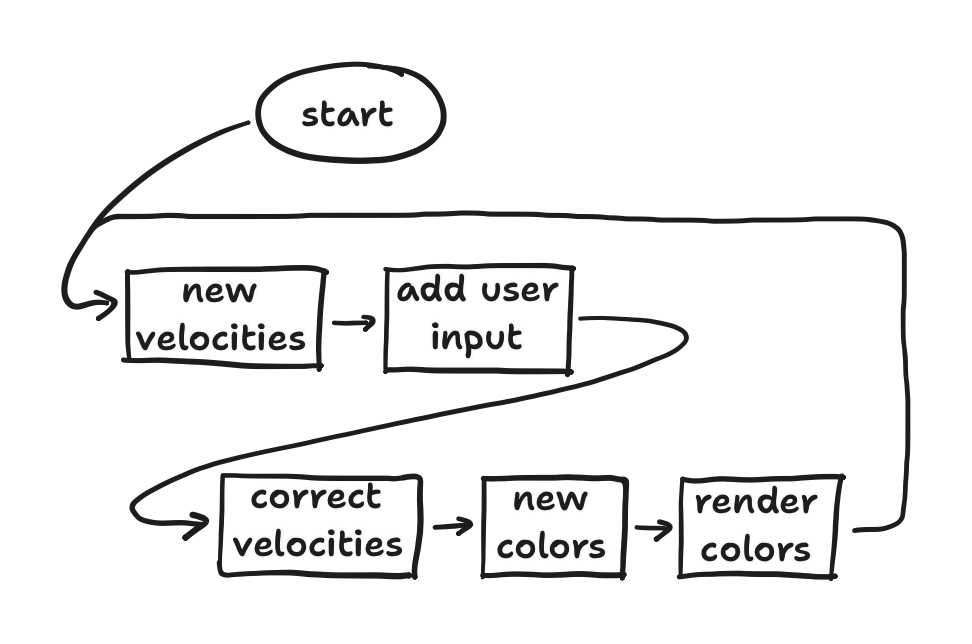 start
new
velocities
add user
input
correct
velocities
new
colors
render
colors